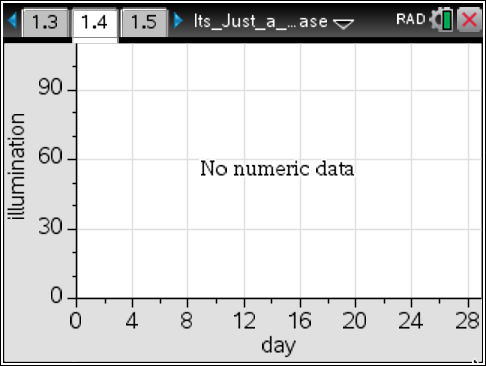 1.3 1.4 1.5 Its_Just_a_...ase RAD
90
60
30
0
illumination
No numeric data
0 4 8 12 16 20 24 28
day